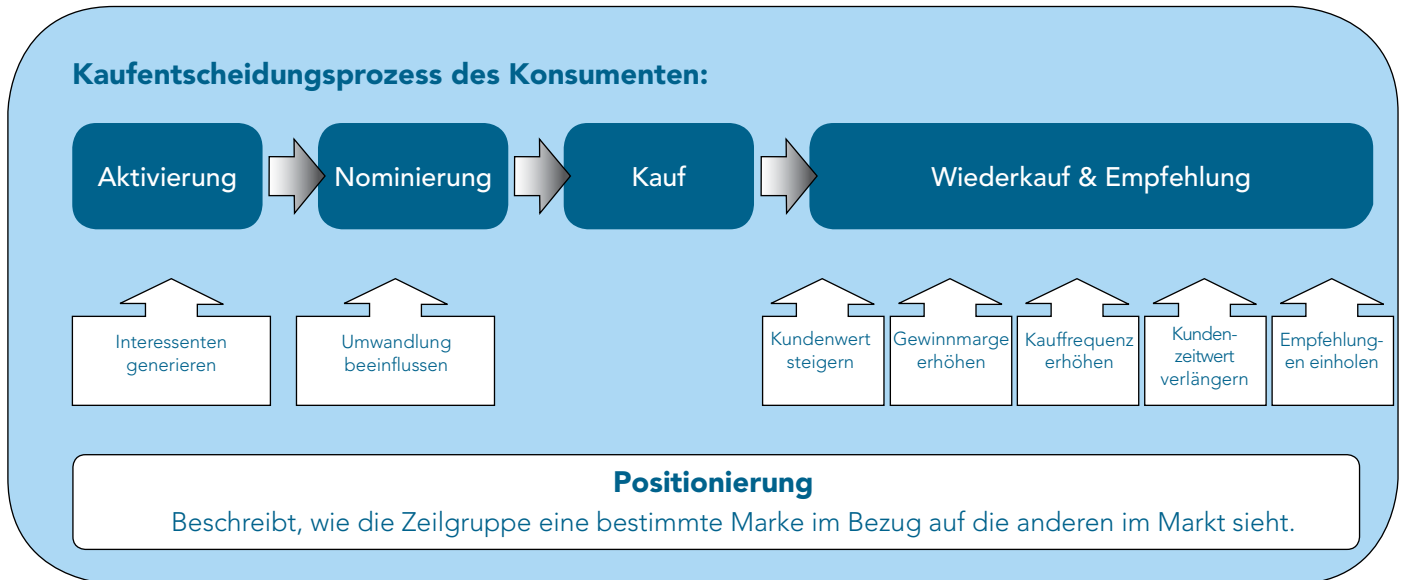 Kaufentscheidungsprozess des Konsumenten:
Aktivierung
Nominierung
Kauf
Wiederkauf & Empfehlung
Interessenten
generieren
Umwandlung
beeinflussen
Kundenwert
steigern
Gewinnmarge
erhöhen
Kauffrequenz
erhöhen
Kunden-
zeitwert
verlängern
Empfehlung-
en einholen
Positionierung
Beschreibt, wie die Zeilgruppe eine bestimmte Marke im Bezug auf die anderen im Markt sieht.